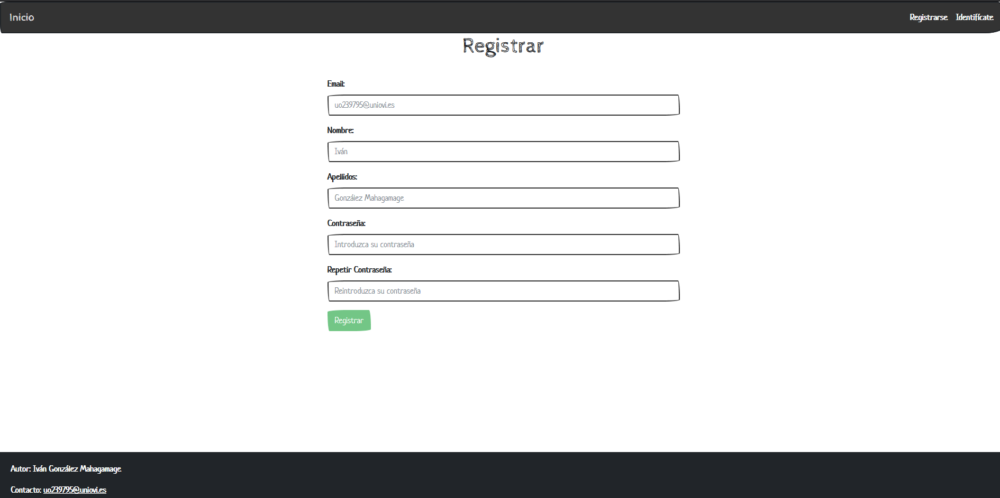 Inicio
Registrarse Identifícate
Registrar
Email:
uo239795@uniovi.es
Nombre:
Iván
Apellidos:
González Mahagamage
Contraseña:
Introduzca su contraseña
Repetir Contraseña:
Reintroduzca su contraseña
Registrar
Autor: Iván González Mahagamage
Contacto: uo239795@uniovi.es